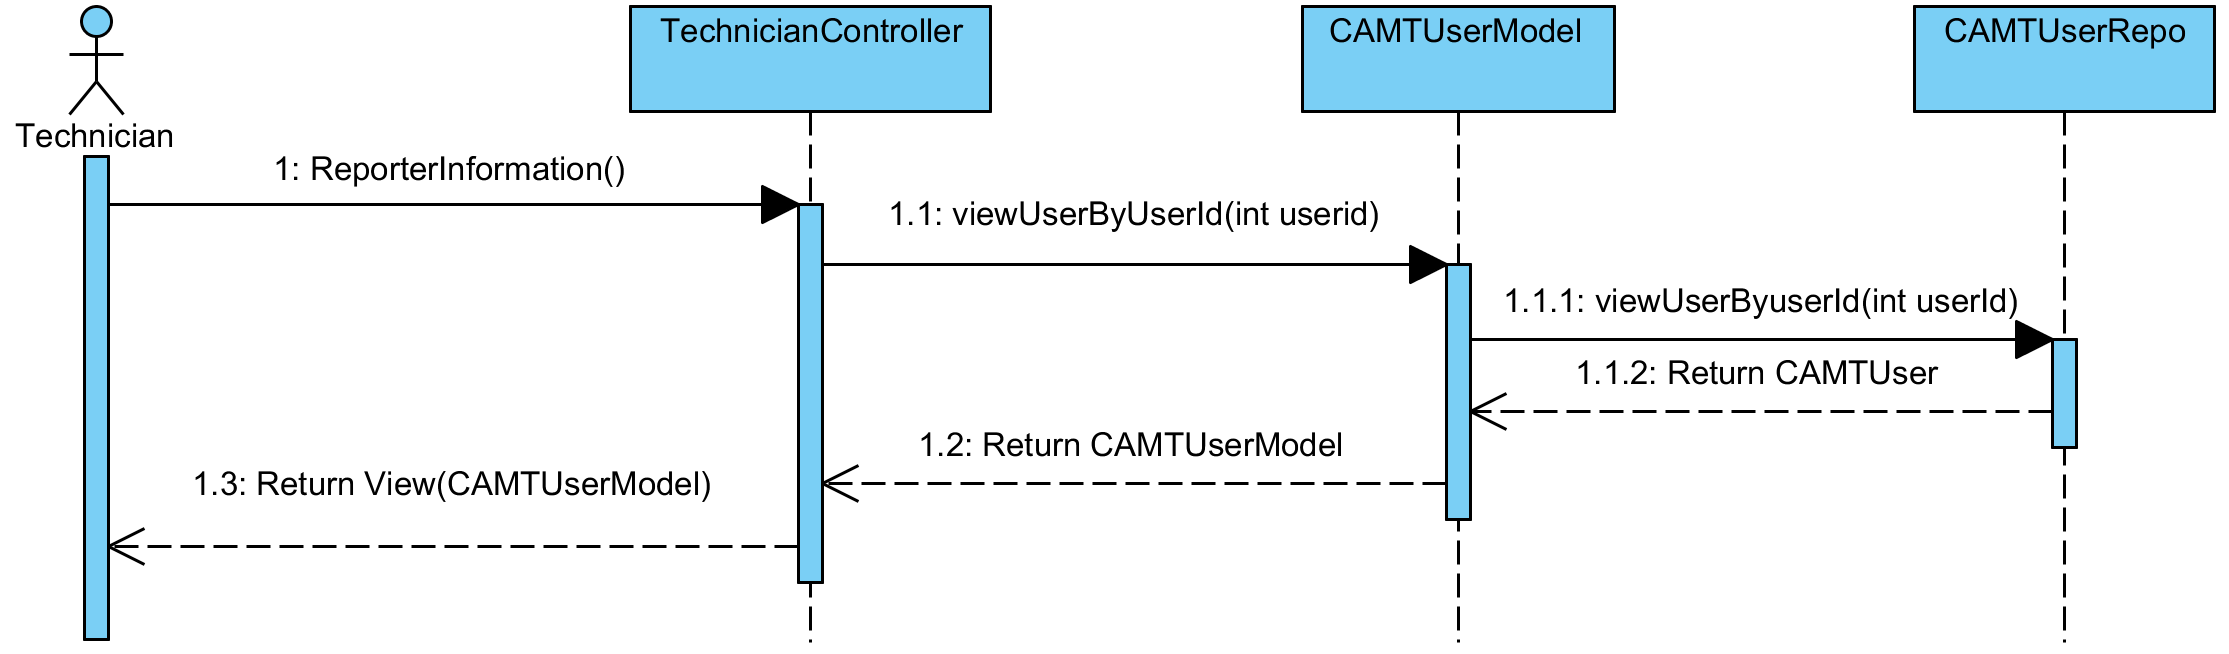 TechnicianController
CAMTUserModel
CAMTUserRepo
Technician
1: ReporterInformation()
1.1: viewUserByUserId(int userid)
1.1.1: viewUserByuserId(int userId)
1.1.2: Return CAMTUser
1.2: Return CAMTUserModel
1.3: Return View(CAMTUserModel)